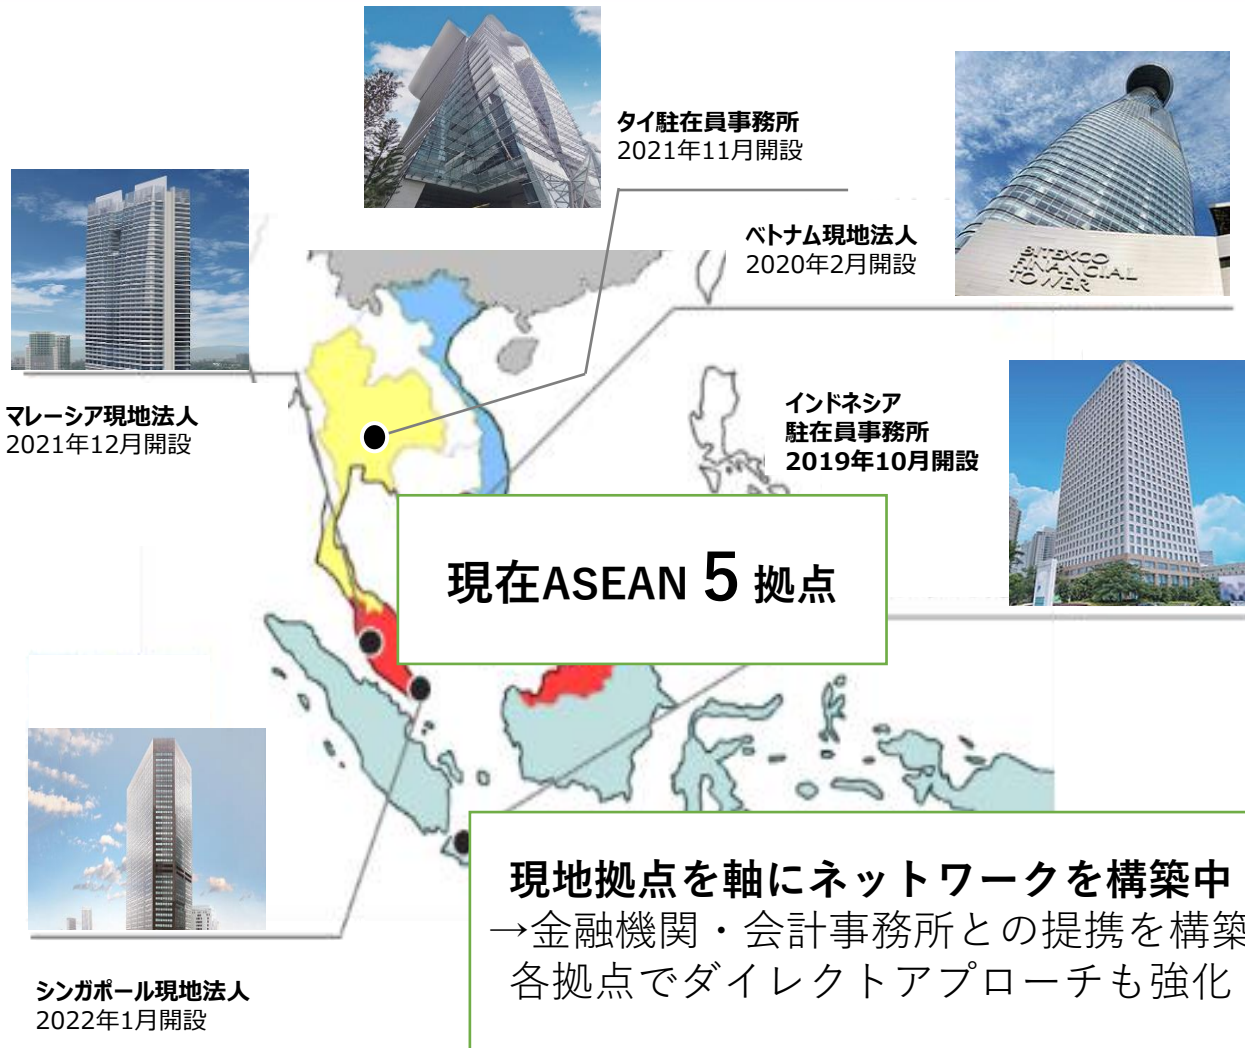 タイ駐在員事務所
2021年11月開設
ベトナム現地法人
2020年2月開設
BITEXCO
FINANCIAL
TOWER
マレーシア現地法人
2021年12月開設
インドネシア
駐在員事務所
2019年10月開設
現在ASEAN 5 拠点
現地拠点を軸にネットワークを構築中
→金融機関・会計事務所との提携を構築
各拠点でダイレクトアプローチも強化
シンガポール現地法人
2022年1月開設